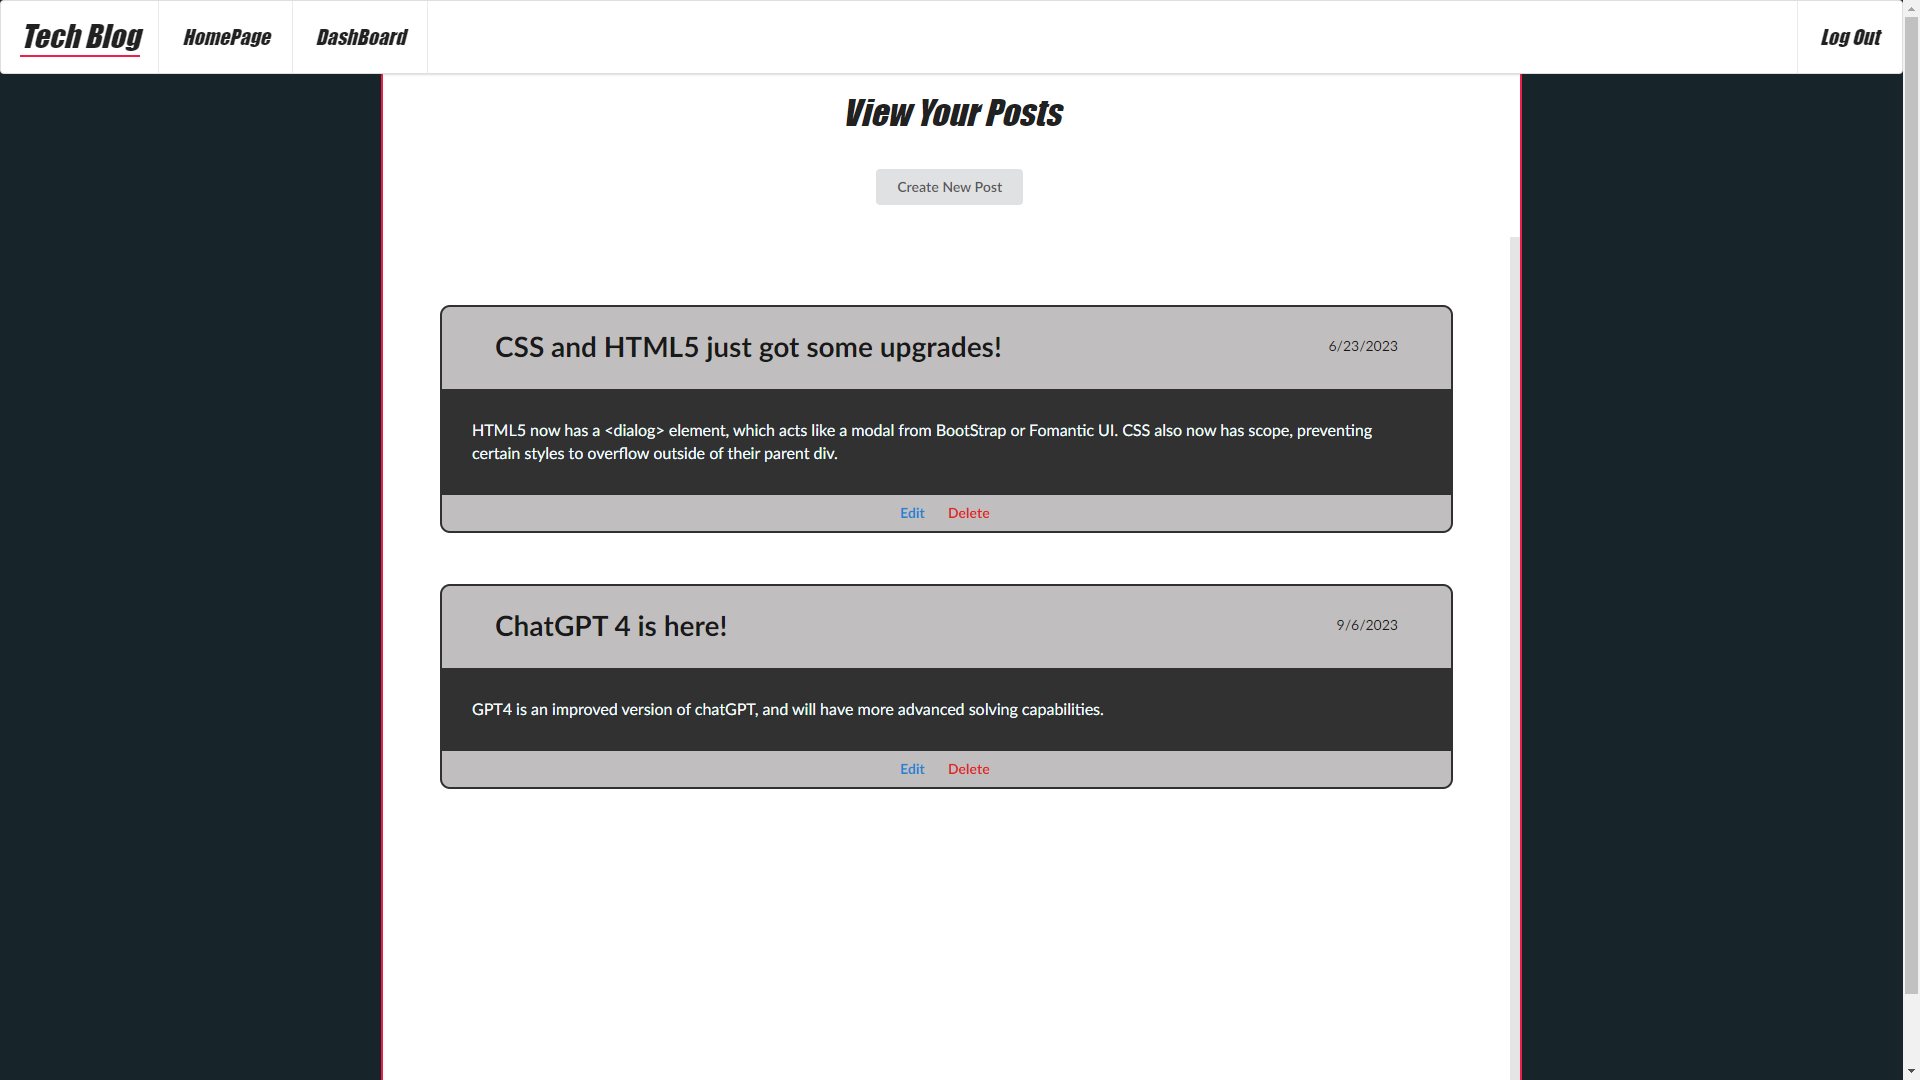 Tech Blog
HomePage
DashBoard
Log Out
View Your Posts
Create New Post
CSS and HTML5 just got some upgrades!
6/23/2023
HTML5 now has a <dialog> element, which acts like a modal from BootStrap or Fomantic UI. CSS also now has scope, preventing
certain styles to overflow outside of their parent div.
Edit
Delete
ChatGPT 4 is here!
9/6/2023
GPT4 is an improved version of chatGPT, and will have more advanced solving capabilities.
Edit
Delete